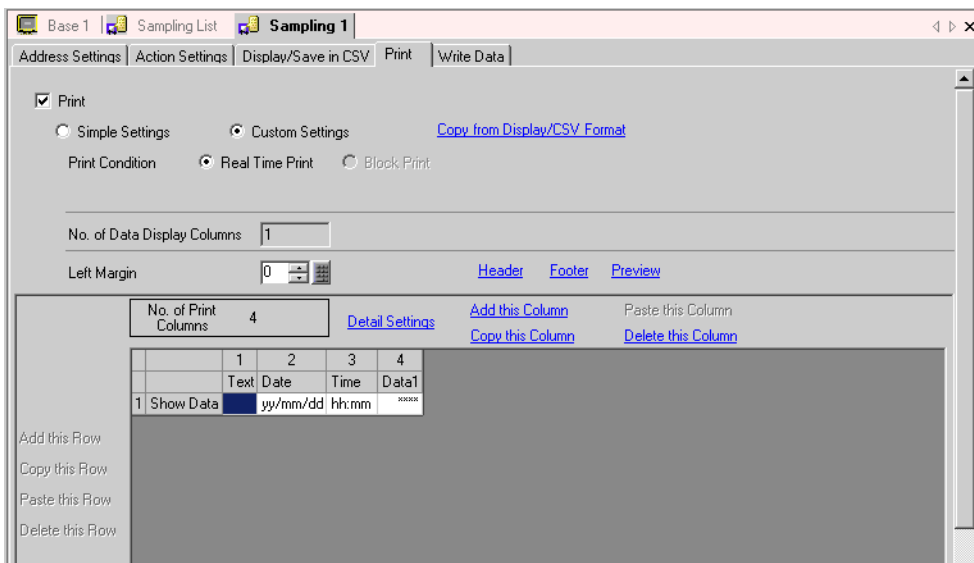 Base 1 Sampling List Sampling 1
Address Settings Action Settings Display/Save in CSV Print Write Data
Print
Simple Settings Custom Settings Copy from Display/CSV Format
Print Condition Real Time Print Block Print
No. of Data Display Columns 1
Left Margin 0 Header Footer Preview
No. of Print Columns 4 Detail Settings Add this Column Paste this Column
Copy this Column Delete this Column
1 2 3 4
Text Date Time Data1
1 Show Data yy/mm/dd hh:mm ****
Add this Row
Copy this Row
Paste this Row
Delete this Row